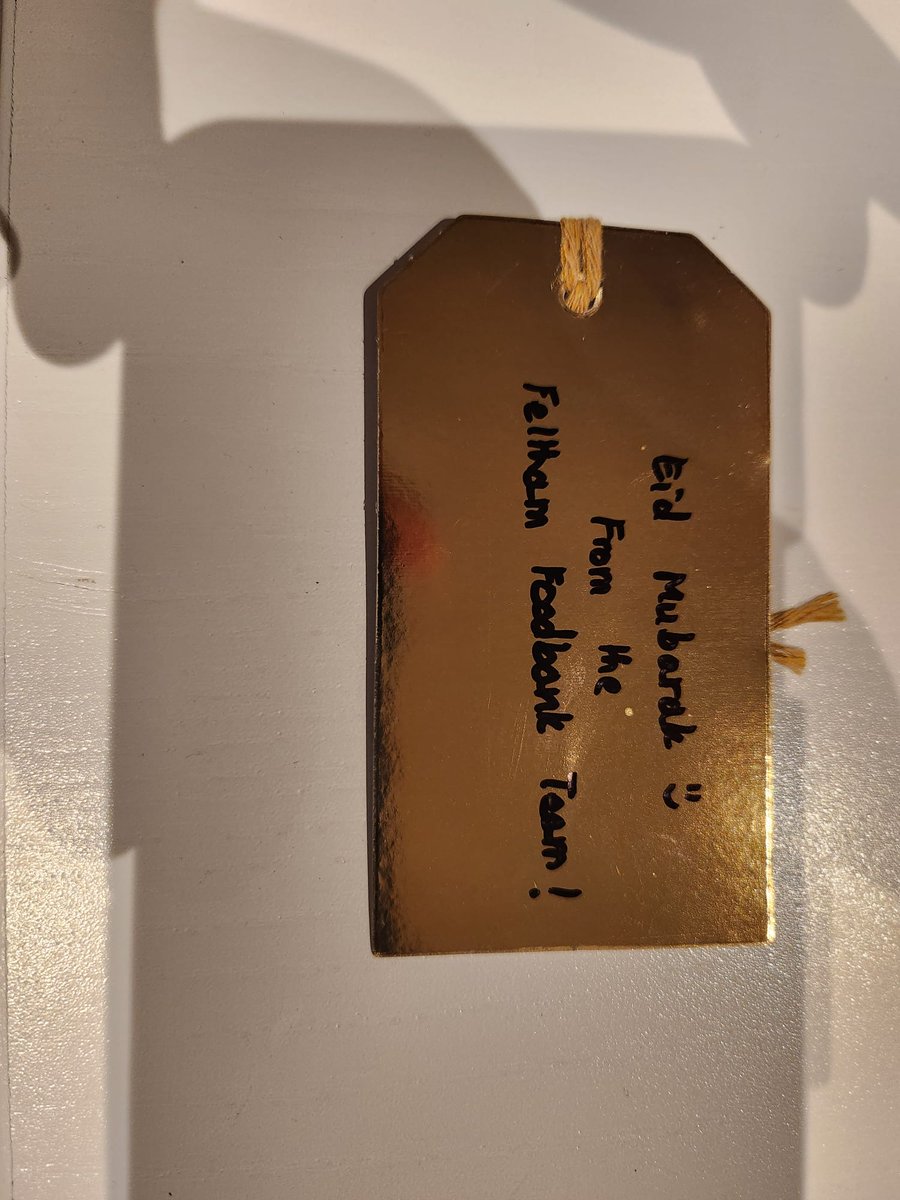 Eid Mubarak :)
From the
Feltham Foodbank Team!